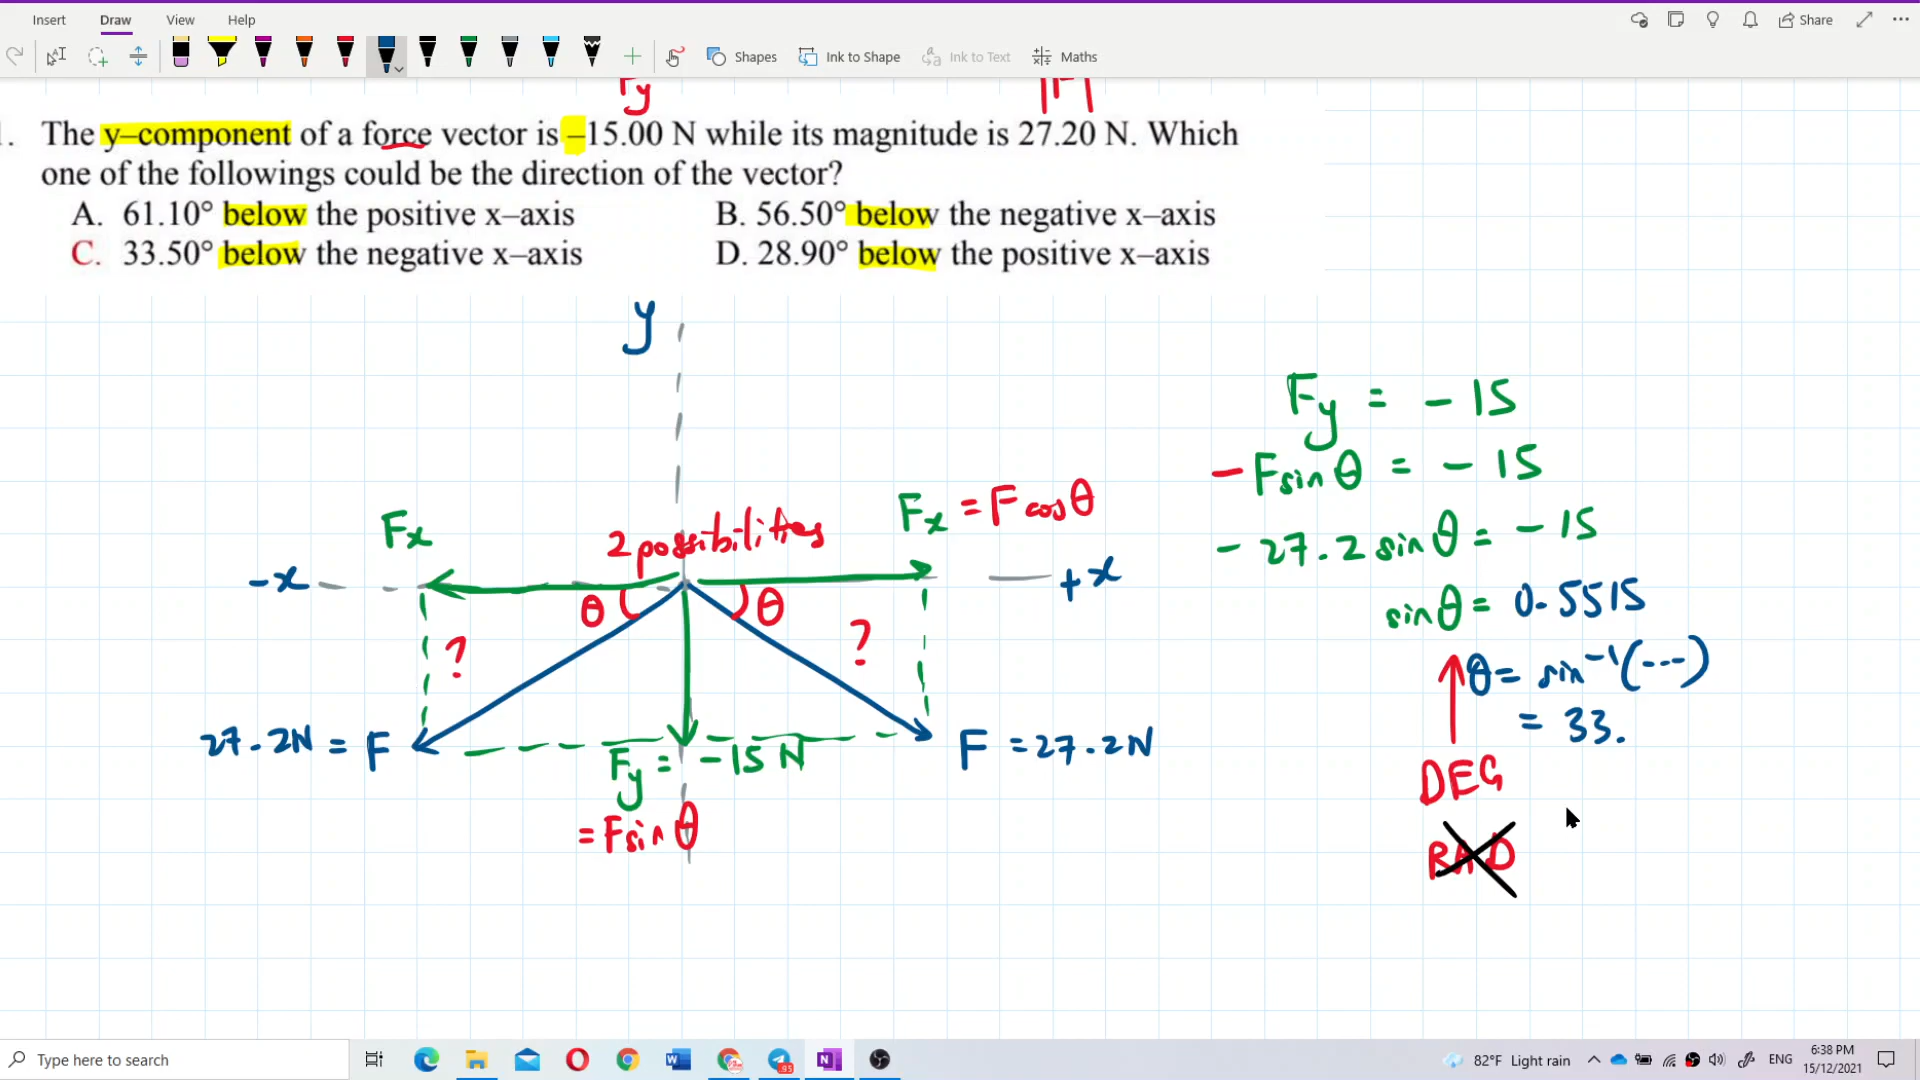 Insert Draw View Help
Share
Shapes Ink to Shape Ink to Text Maths
Fy |F|
. The y–component of a force vector is –15.00 N while its magnitude is 27.20 N. Which
one of the followings could be the direction of the vector?
A. 61.10° below the positive x–axis B. 56.50° below the negative x–axis
C. 33.50° below the negative x–axis D. 28.90° below the positive x–axis
y
Fy = - 15
- F sin θ = - 15
- 27.2 sin θ = - 15
sin θ = 0.5515
θ = sin⁻¹(---)
= 33.
DEG
RAD
Fx
2 possibilities
Fx = F cos θ
-x
+x
θ
θ
?
?
27.2N = F
Fy = -15 N
= F sin θ
F = 27.2N
Type here to search
95
82°F Light rain
ENG
6:38 PM
15/12/2021